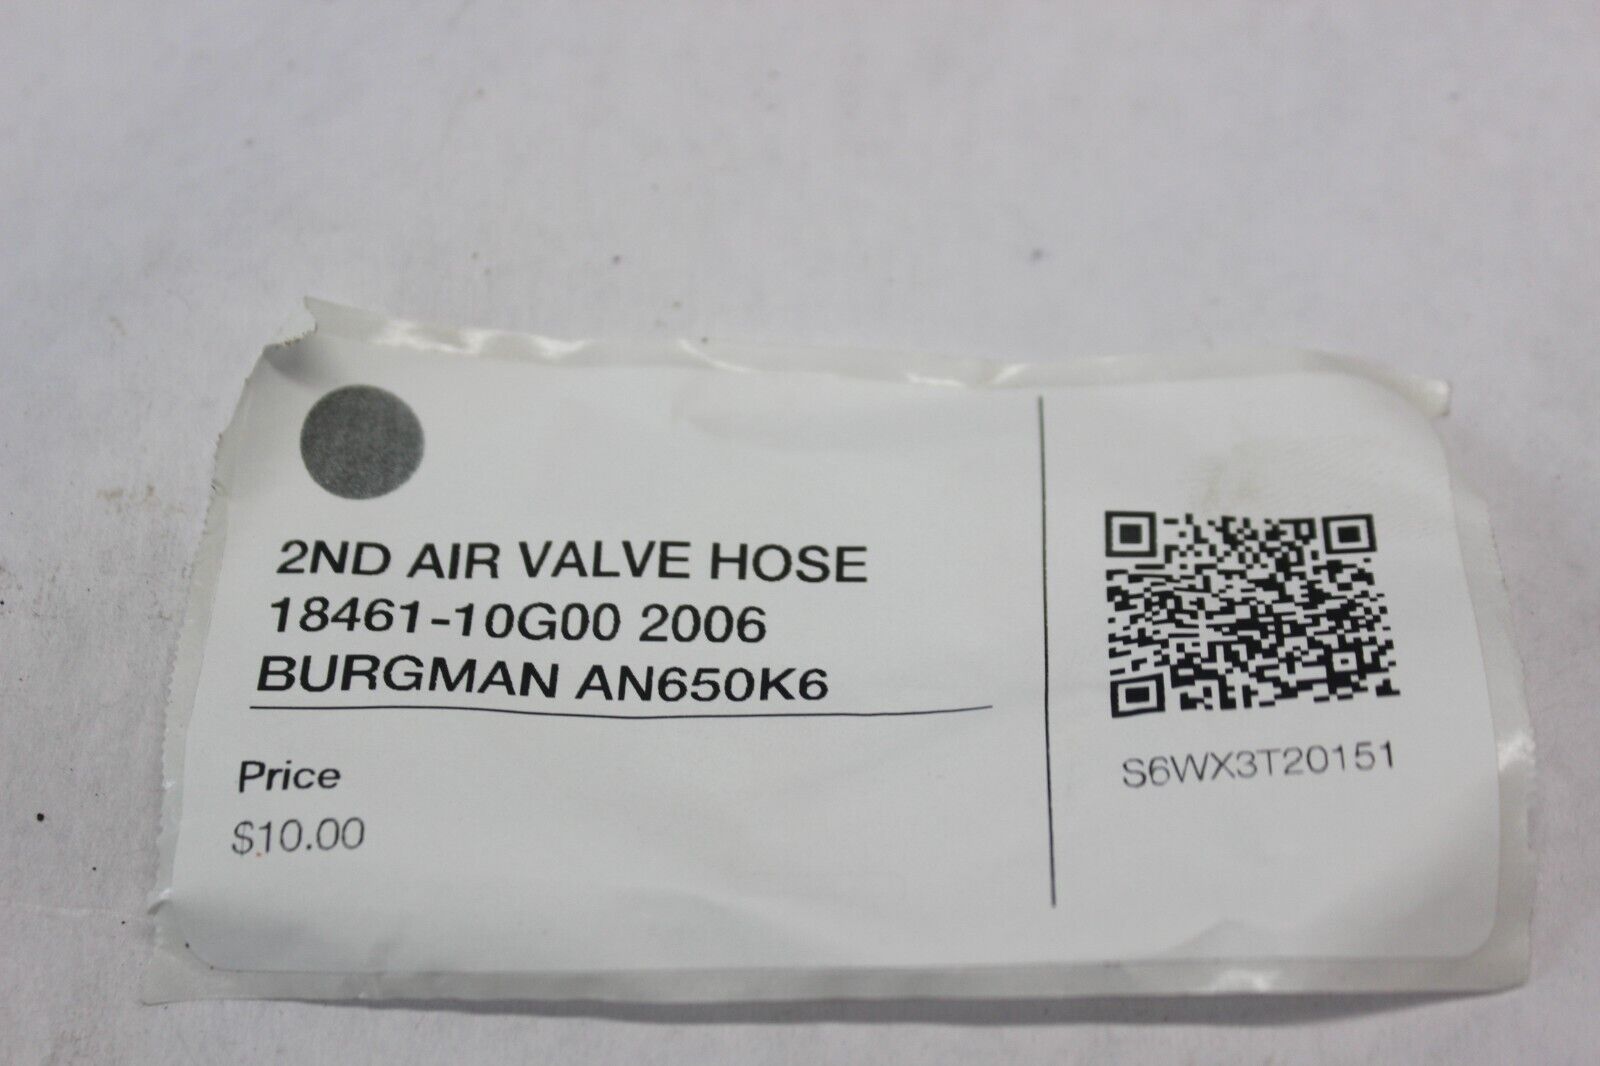 2ND AIR VALVE HOSE
18461-10G00 2006
BURGMAN AN650K6
Price
$10.00
S6WX3T20151